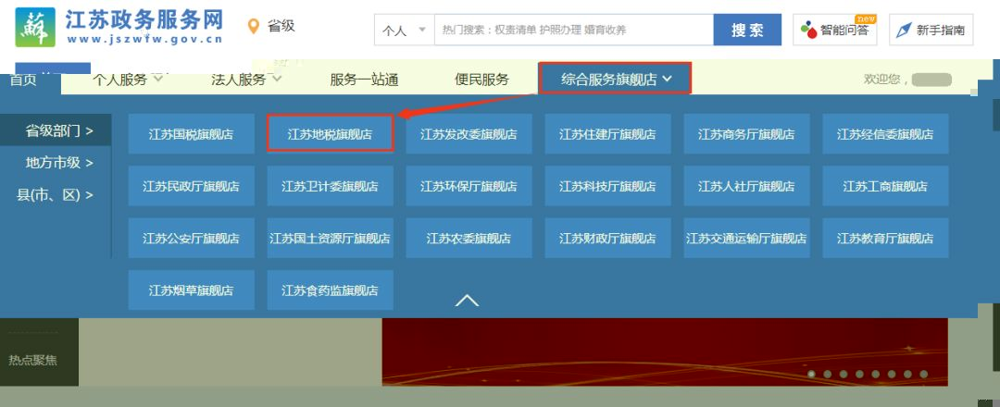 江苏政务服务网
www.jszwfw.gov.cn
省级
个人
热门搜索：权责清单 护照办理 婚育收养
搜索
智能问答
new
新手指南
首页
个人服务
法人服务
服务一站通
便民服务
综合服务旗舰店
欢迎您，
省级部门 >
地方市级 >
县(市、区) >
江苏国税旗舰店
江苏地税旗舰店
江苏发改委旗舰店
江苏住建厅旗舰店
江苏商务厅旗舰店
江苏经信委旗舰店
江苏民政厅旗舰店
江苏卫计委旗舰店
江苏环保厅旗舰店
江苏科技厅旗舰店
江苏人社厅旗舰店
江苏工商旗舰店
江苏公安厅旗舰店
江苏国土资源厅旗舰店
江苏农委旗舰店
江苏财政厅旗舰店
江苏交通运输厅旗舰店
江苏教育厅旗舰店
江苏烟草旗舰店
江苏食药监旗舰店
热点聚焦